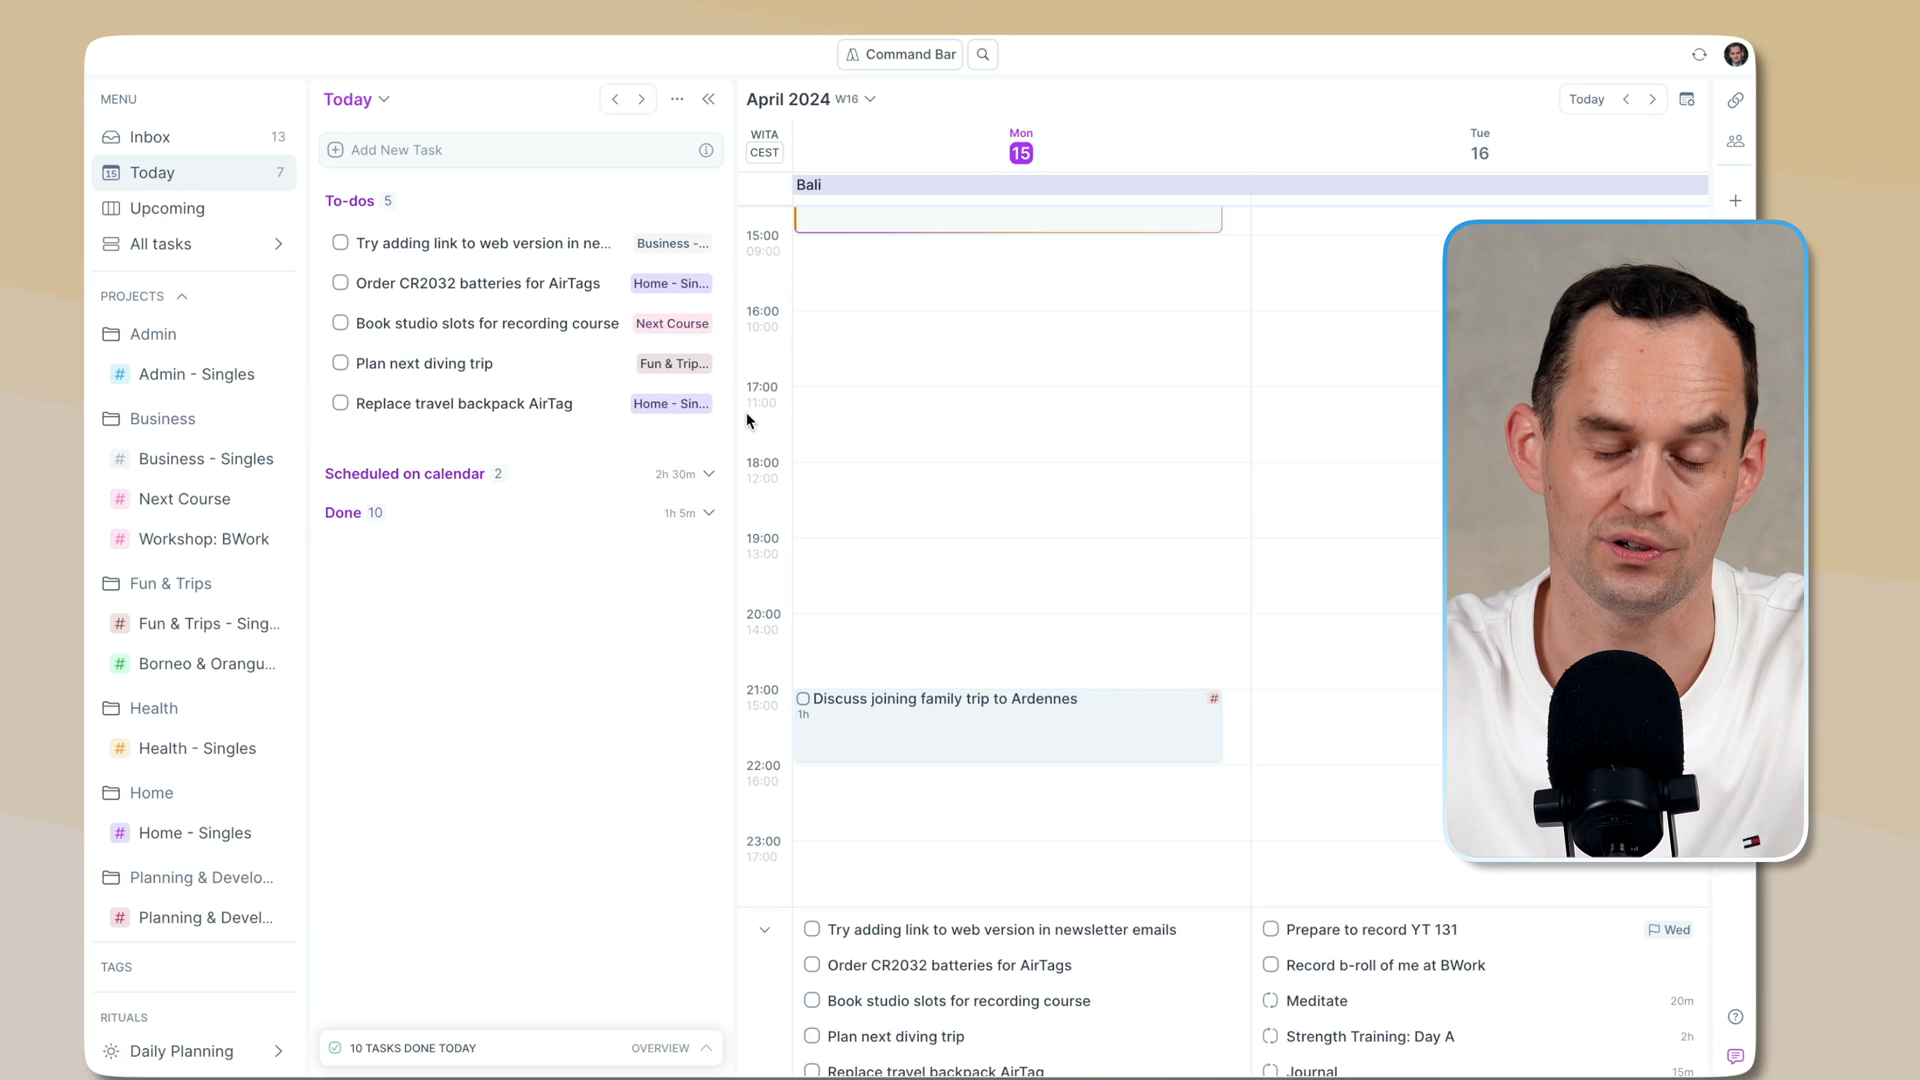 Command Bar
MENU
Inbox 13
15 Today 7
Upcoming
All tasks
PROJECTS
Admin
# Admin - Singles
Business
# Business - Singles
# Next Course
# Workshop: BWork
Fun & Trips
# Fun & Trips - Sing...
# Borneo & Orangu...
Health
# Health - Singles
Home
# Home - Singles
Planning & Develo...
# Planning & Devel...
TAGS
RITUALS
Daily Planning
Today
Add New Task
To-dos 5
Try adding link to web version in ne... Business -...
Order CR2032 batteries for AirTags Home - Sin...
Book studio slots for recording course Next Course
Plan next diving trip Fun & Trip...
Replace travel backpack AirTag Home - Sin...
Scheduled on calendar 2 2h 30m
Done 10 1h 5m
10 TASKS DONE TODAY OVERVIEW
April 2024 W16 Today
WITA
CEST
Mon
15
Tue
16
Bali
15:00
09:00
16:00
10:00
17:00
11:00
18:00
12:00
19:00
13:00
20:00
14:00
21:00
15:00
Discuss joining family trip to Ardennes #
1h
22:00
16:00
23:00
17:00
Try adding link to web version in newsletter emails
Order CR2032 batteries for AirTags
Book studio slots for recording course
Plan next diving trip
Replace travel backpack AirTag
Prepare to record YT 131 Wed
Record b-roll of me at BWork
Meditate 20m
Strength Training: Day A 2h
Journal 15m